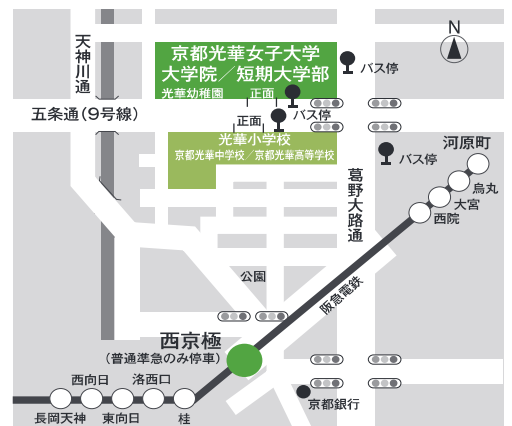 N
天神川通
京都光華女子大学
大学院／短期大学部
光華幼稚園 正面
バス停
五条通（9号線）
正面 バス停
光華小学校
京都光華中学校／京都光華高等学校
バス停
河原町
烏丸
大宮
西院
葛野大路通
公園
阪急電鉄
西京極
（普通準急のみ停車）
西向日 洛西口
長岡天神 東向日 桂
京都銀行